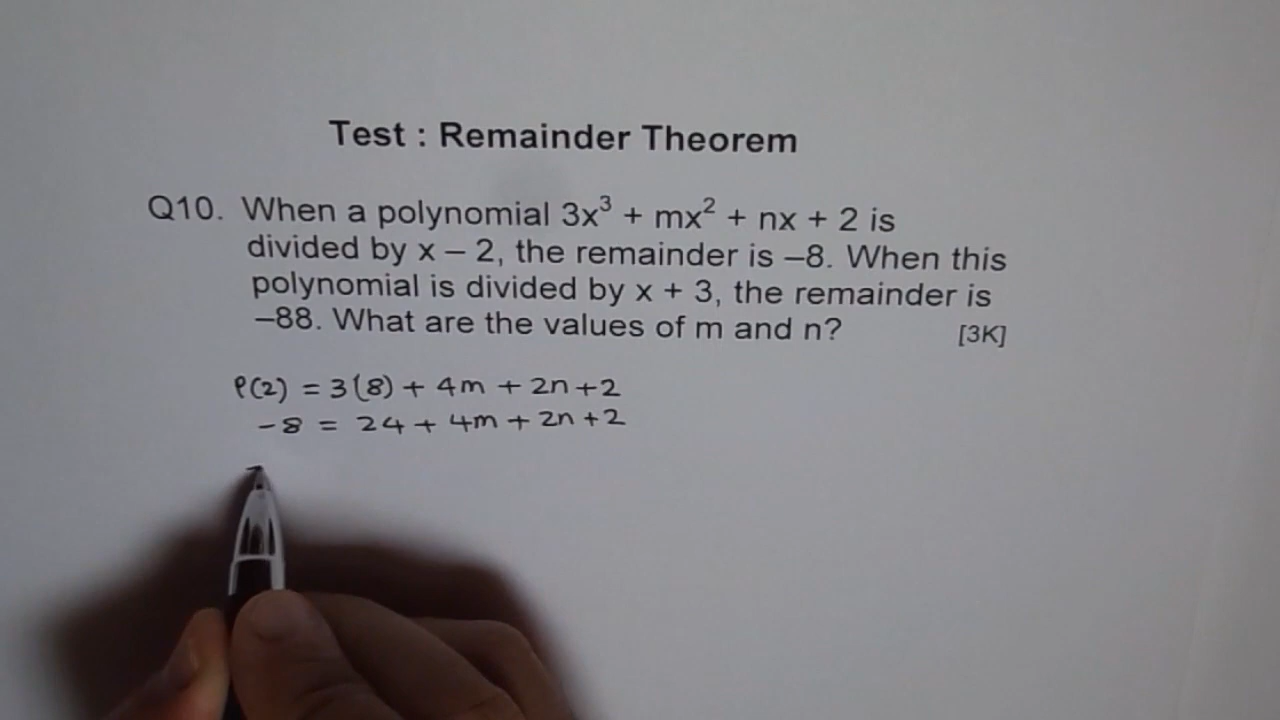 Test : Remainder Theorem
Q10. When a polynomial 3x³ + mx² + nx + 2 is
divided by x – 2, the remainder is –8. When this
polynomial is divided by x + 3, the remainder is
–88. What are the values of m and n? [3K]
P(2) = 3(8) + 4m + 2n + 2
-8 = 24 + 4m + 2n + 2